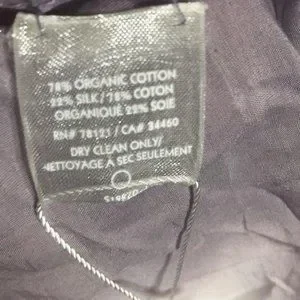 78% ORGANIC COTTON
22% SILK/ 78% COTON
ORGANIQUE 22% SOIE
RN# 78121 / CA# 34460
DRY CLEAN ONLY/
NETTOYAGE A SEC SEULEMENT